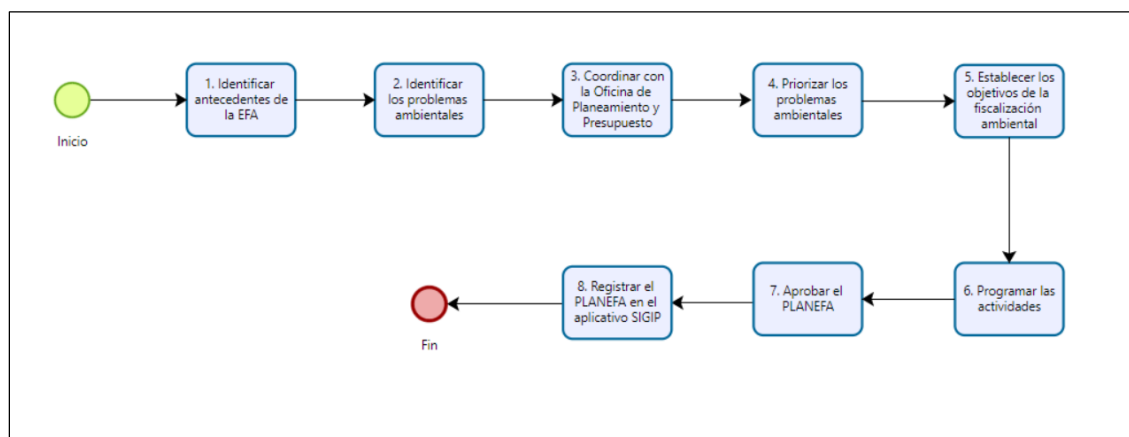 Inicio
1. Identificar
antecedentes de
la EFA
2. Identificar
los problemas
ambientales
3. Coordinar con
la Oficina de
Planeamiento y
Presupuesto
4. Priorizar los
problemas
ambientales
5. Establecer los
objetivos de la
fiscalización
ambiental
6. Programar las
actividades
7. Aprobar el
PLANEFA
8. Registrar el
PLANEFA en el
aplicativo SIGIP
Fin